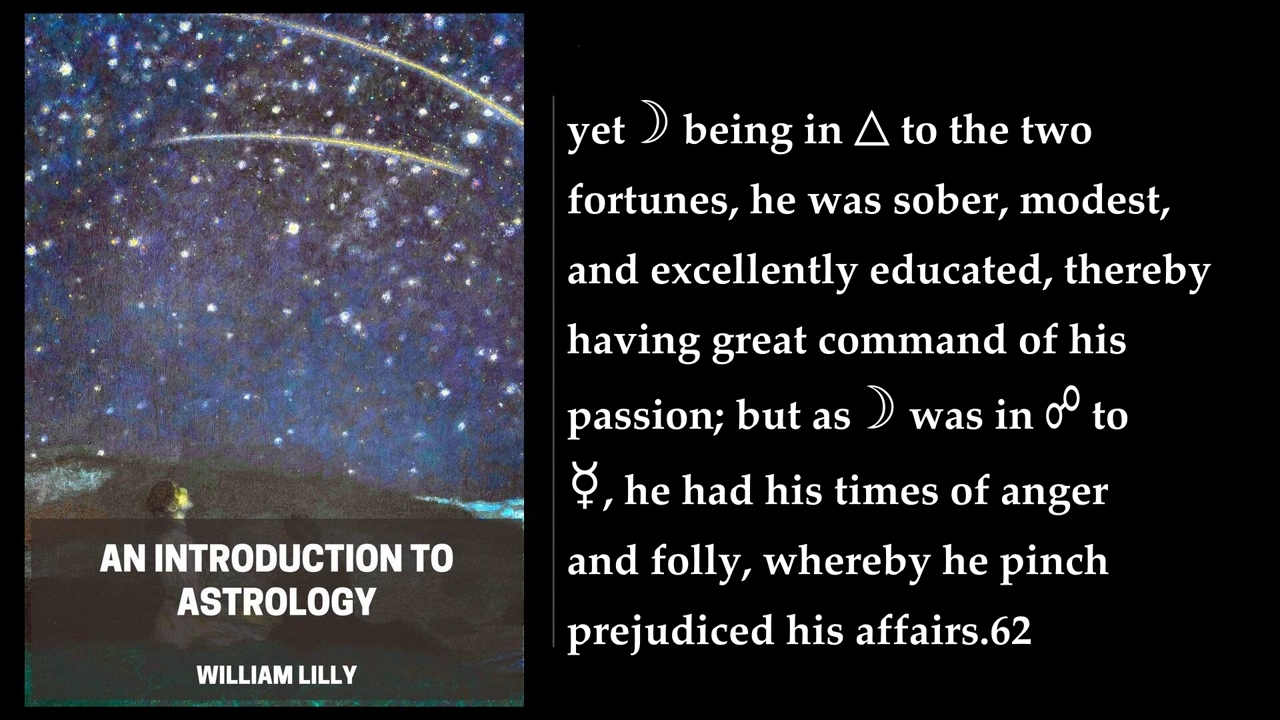 AN INTRODUCTION TO
ASTROLOGY
WILLIAM LILLY
yet ☽ being in △ to the two
fortunes, he was sober, modest,
and excellently educated, thereby
having great command of his
passion; but as ☽ was in ☍ to
☿, he had his times of anger
and folly, whereby he pinch
prejudiced his affairs.62